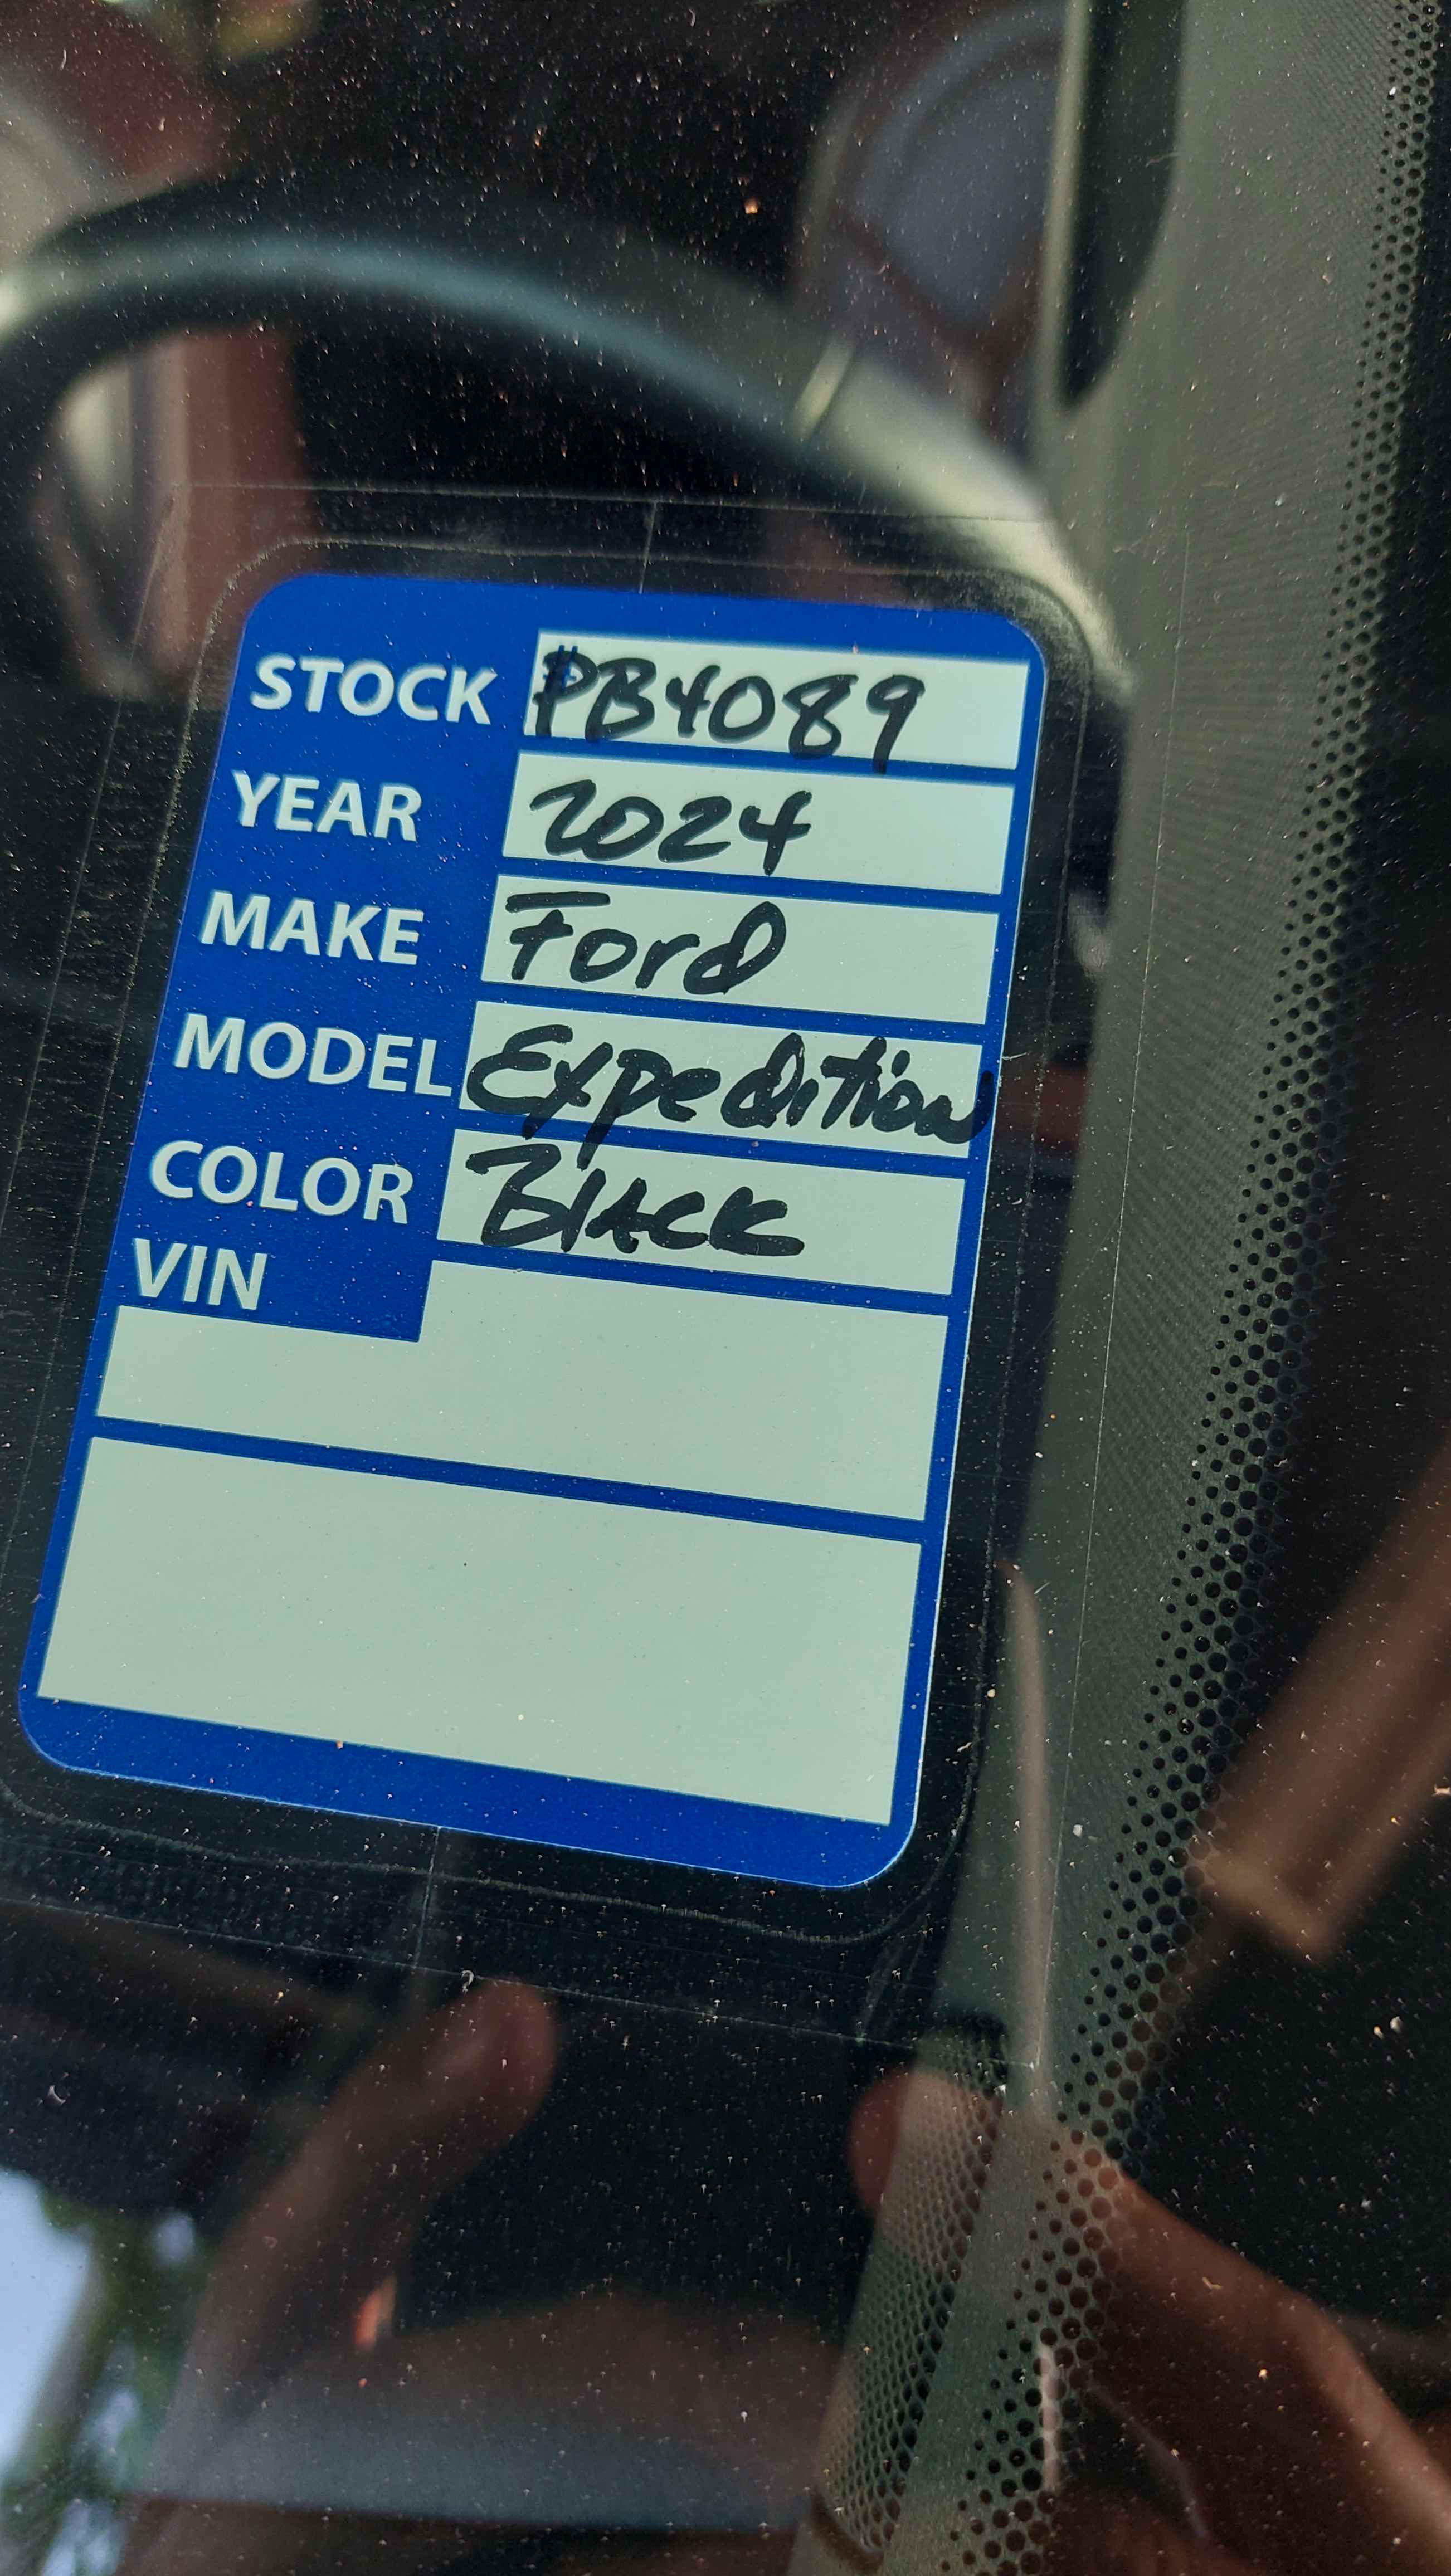 STOCK #PB4089
YEAR 2024
MAKE Ford
MODEL Expedition
COLOR Black
VIN